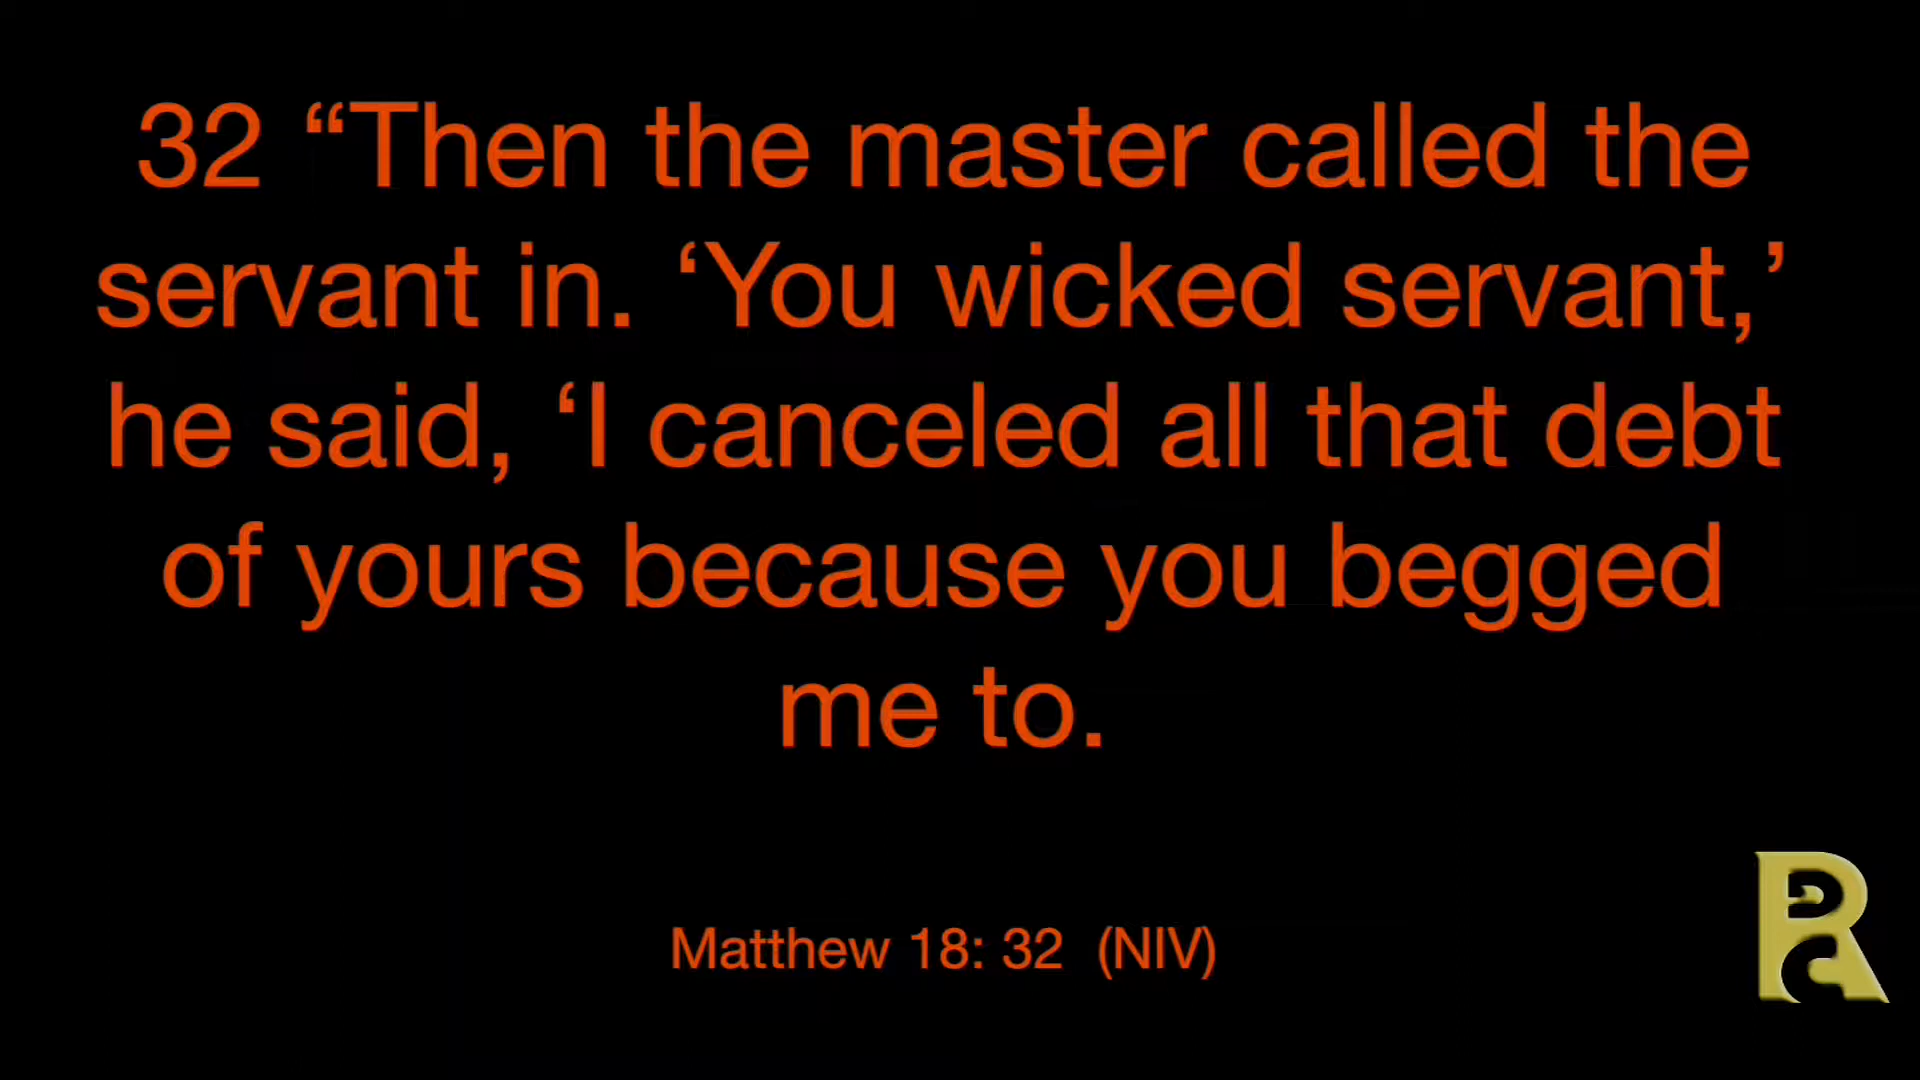 32 “Then the master called the
servant in. ‘You wicked servant,’
he said, ‘I canceled all that debt
of yours because you begged
me to.
Matthew 18: 32 (NIV)